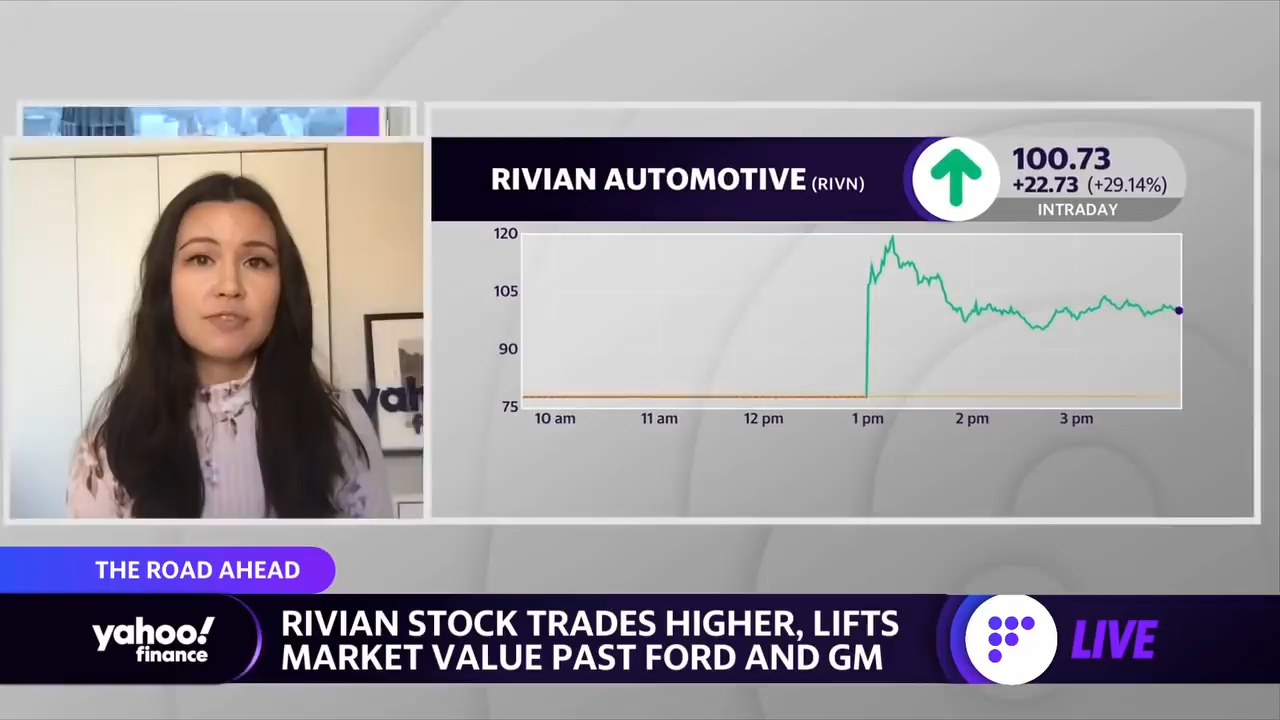 RIVIAN AUTOMOTIVE (RIVN)
100.73
+22.73 (+29.14%)
INTRADAY
120
105
90
75
10 am
11 am
12 pm
1 pm
2 pm
3 pm
THE ROAD AHEAD
yahoo!
finance
RIVIAN STOCK TRADES HIGHER, LIFTS
MARKET VALUE PAST FORD AND GM
LIVE